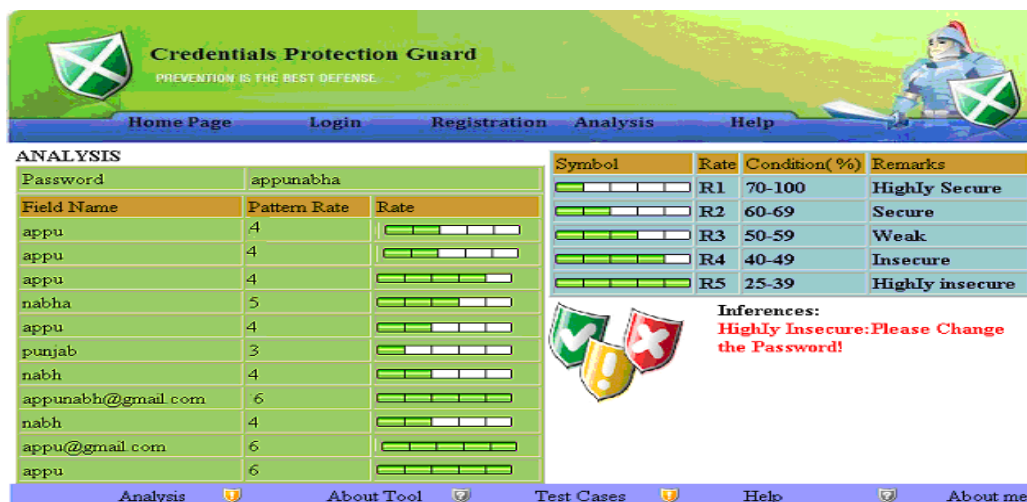 Credentials Protection Guard
PREVENTION IS THE BEST DEFENSE
Home Page Login Registration Analysis Help
ANALYSIS
Password appunabha
Field Name Pattern Rate Rate
appu 4
appu 4
appu 4
nabha 5
appu 4
punjab 3
nabh 4
appunabh@gmail.com 6
nabh 4
appu@gmail.com 6
appu 6
Symbol Rate Condition(%) Remarks
R1 70-100 Highly Secure
R2 60-69 Secure
R3 50-59 Weak
R4 40-49 Insecure
R5 25-39 Highly insecure
Inferences:
Highly Insecure:Please Change
the Password!
Analysis About Tool Test Cases Help About me